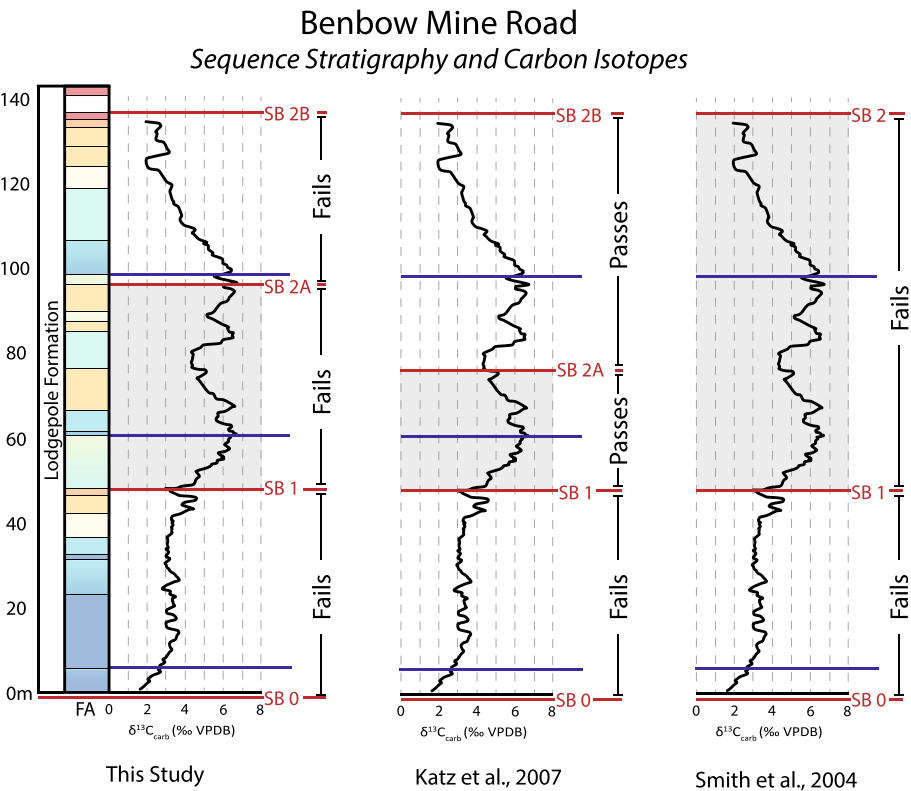 Benbow Mine Road
Sequence Stratigraphy and Carbon Isotopes
140
120
100
80
60
40
20
0m
Lodgepole Formation
FA
SB 2B
Fails
SB 2A
Fails
SB 1
Fails
SB 0
0 2 4 6 8
δ¹³C_carb (‰ VPDB)
This Study
SB 2B
Passes
SB 2A
Passes
SB 1
Fails
SB 0
0 2 4 6 8
δ¹³C_carb (‰ VPDB)
Katz et al., 2007
SB 2
Fails
SB 1
Fails
SB 0
0 2 4 6 8
δ¹³C_carb (‰ VPDB)
Smith et al., 2004